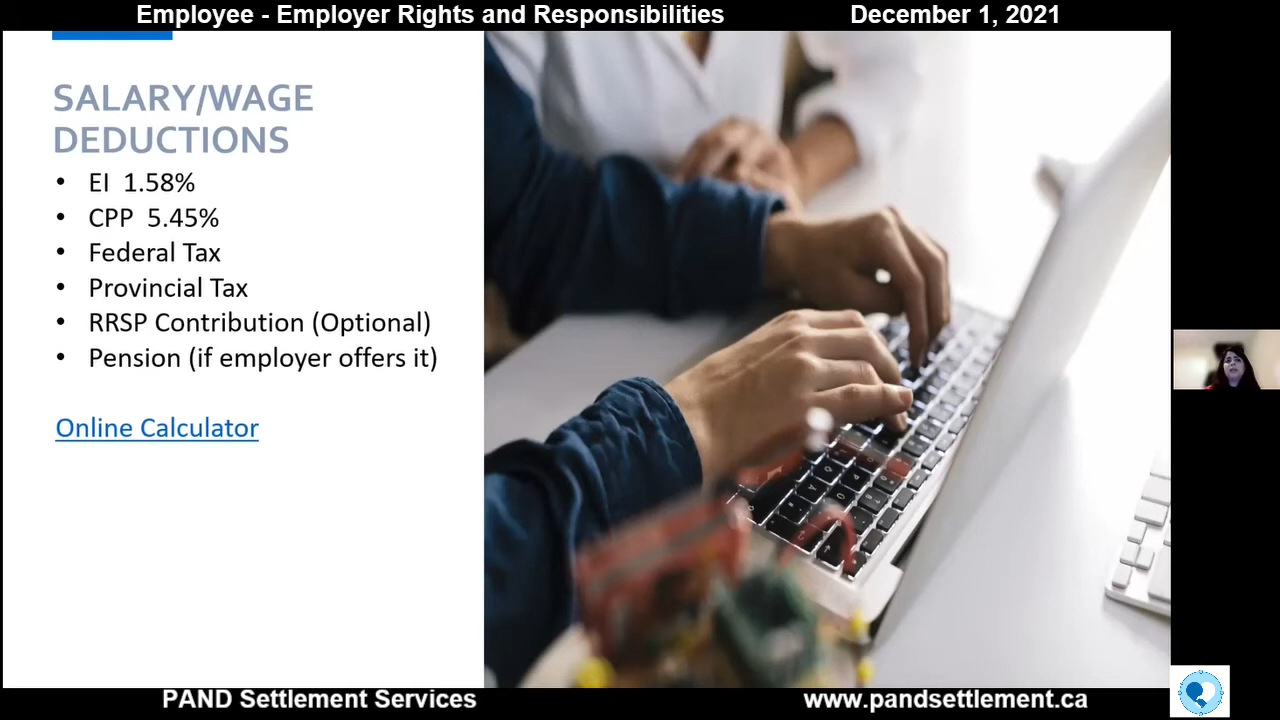 Employee - Employer Rights and Responsibilities
December 1, 2021
SALARY/WAGE
DEDUCTIONS
• EI 1.58%
• CPP 5.45%
• Federal Tax
• Provincial Tax
• RRSP Contribution (Optional)
• Pension (if employer offers it)
Online Calculator
PAND Settlement Services
www.pandsettlement.ca